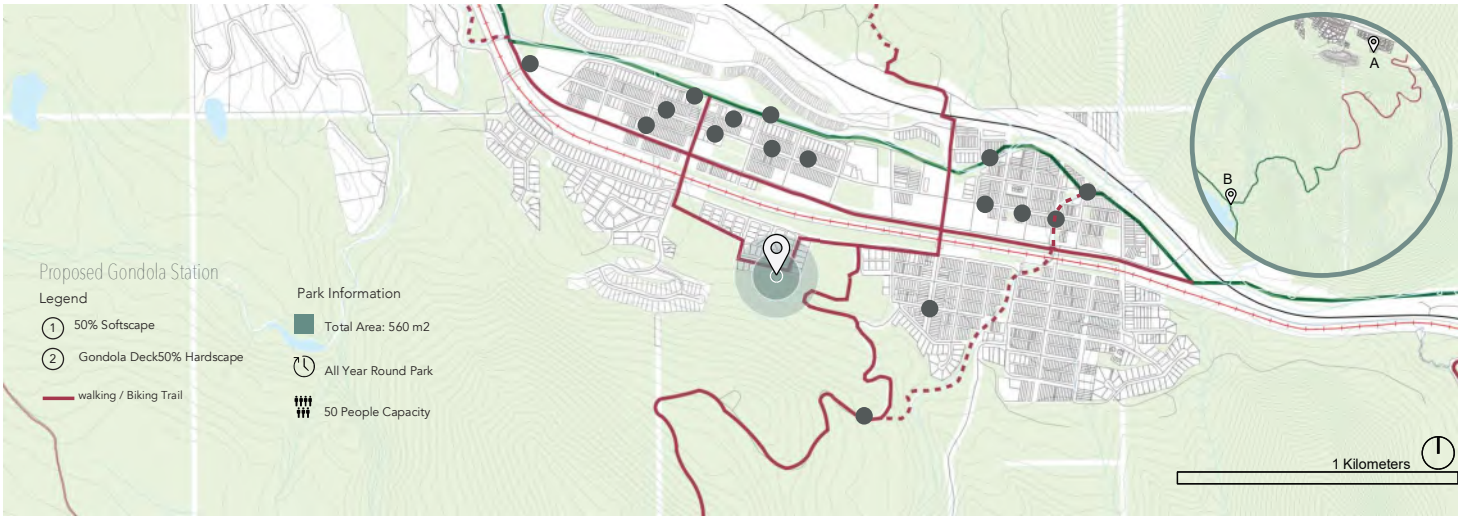 A
B
Proposed Gondola Station
Legend
1 50% Softscape
2 Gondola Deck50% Hardscape
walking / Biking Trail
Park Information
Total Area: 560 m2
All Year Round Park
50 People Capacity
1 Kilometers